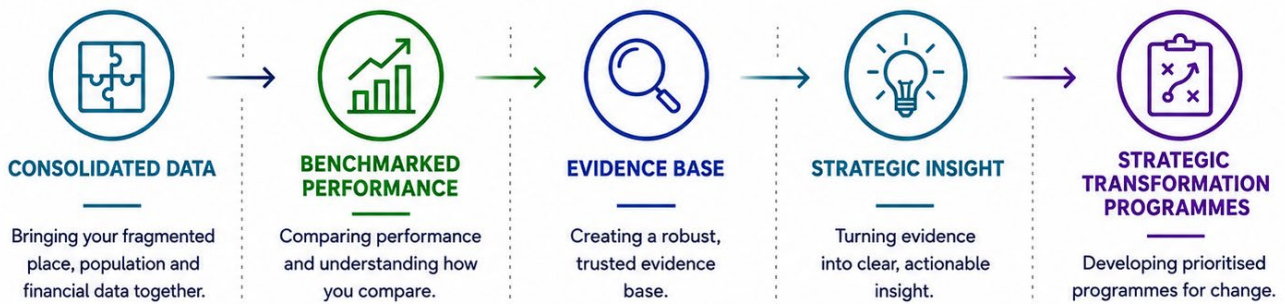 CONSOLIDATED DATA
Bringing your fragmented
place, population and
financial data together.
BENCHMARKED
PERFORMANCE
Comparing performance
and understanding how
you compare.
EVIDENCE BASE
Creating a robust,
trusted evidence
base.
STRATEGIC INSIGHT
Turning evidence
into clear, actionable
insight.
STRATEGIC
TRANSFORMATION
PROGRAMMES
Developing prioritised
programmes for change.